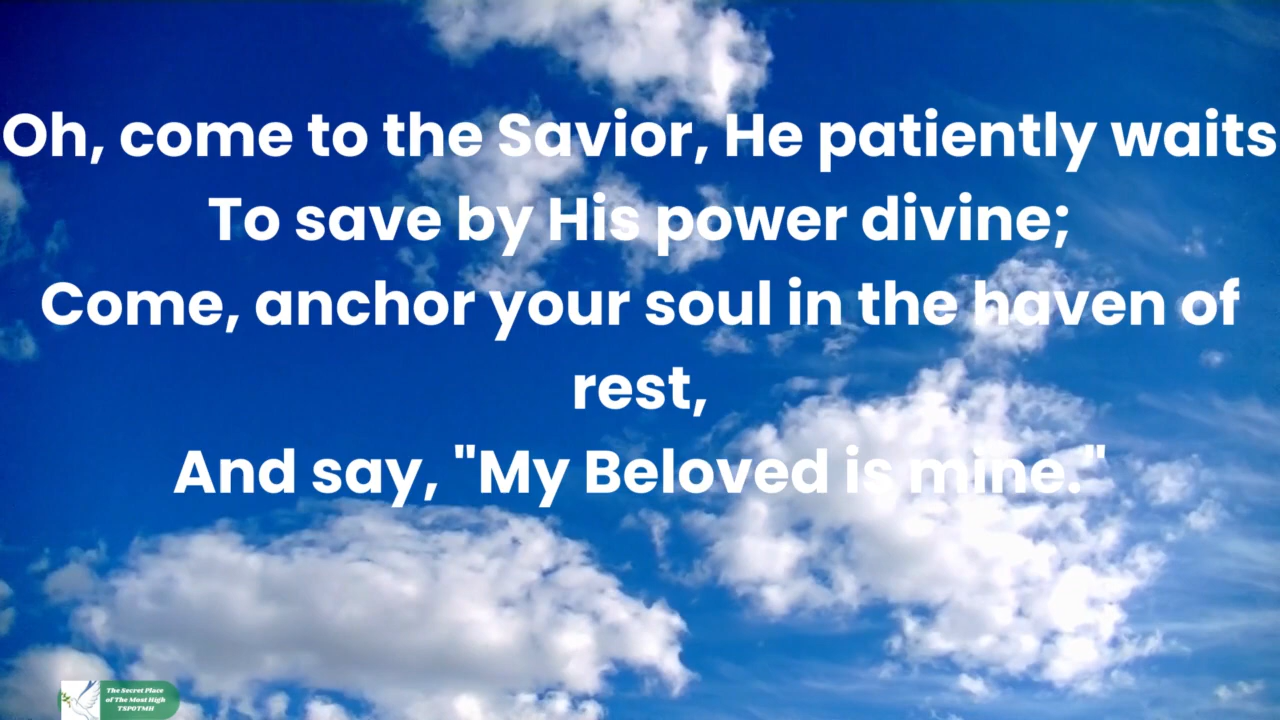 Oh, come to the Savior, He patiently waits
To save by His power divine;
Come, anchor your soul in the haven of
rest,
And say, "My Beloved is mine."
The Secret Place
of The Most High
TSPOTMH